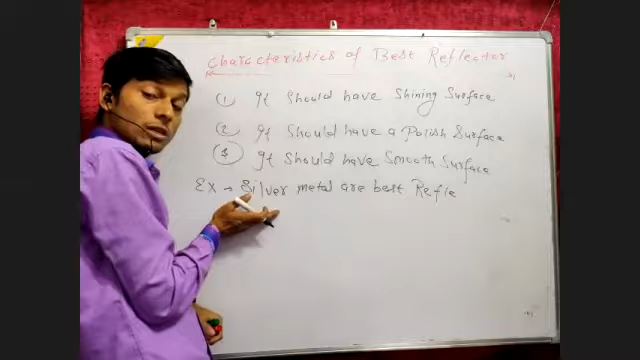 Characteristics of Best Reflector
(1) It Should have Shining Surface
(2) It Should have a Polish Surface
(3) It Should have Smooth Surface
EX → Silver metal are best Refle